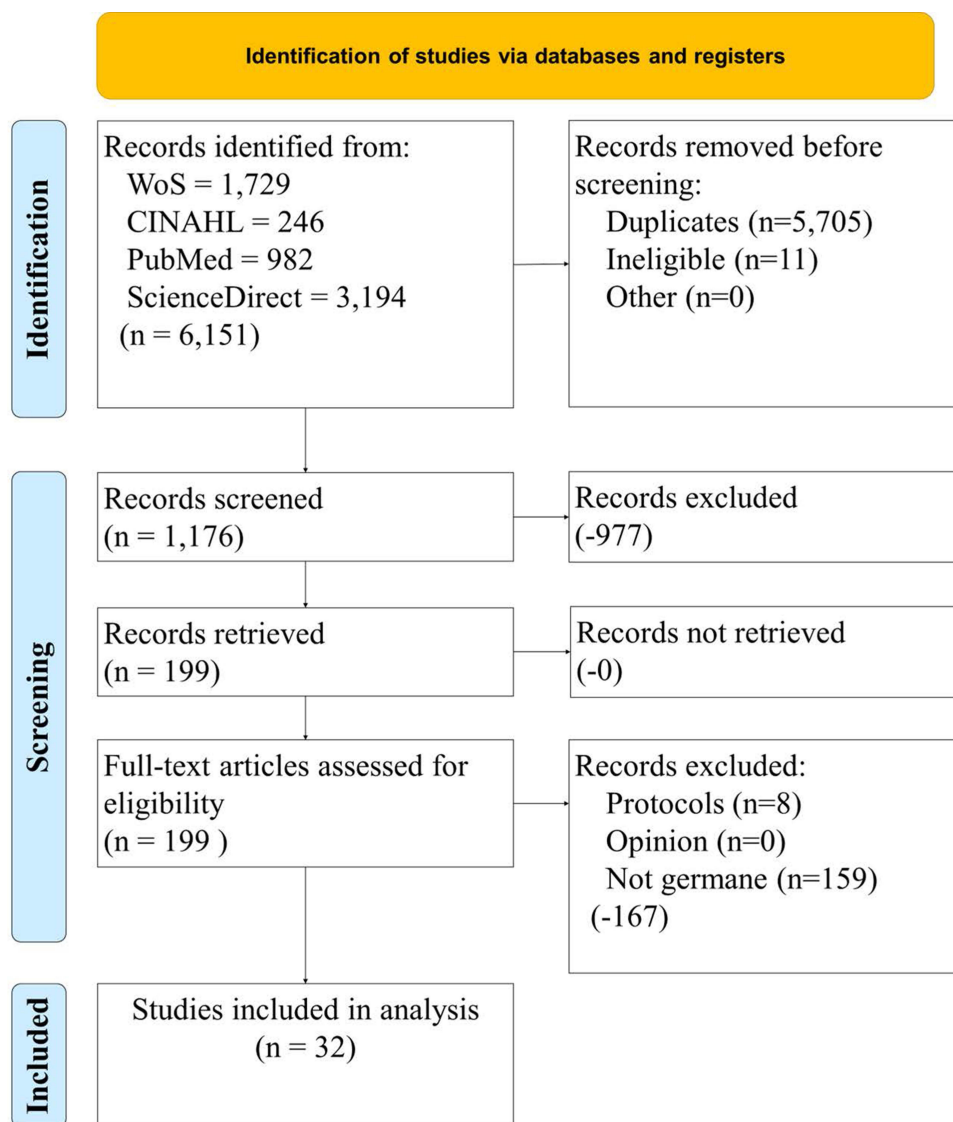 Identification of studies via databases and registers
Identification
Records identified from:
WoS = 1,729
CINAHL = 246
PubMed = 982
ScienceDirect = 3,194
(n = 6,151)
Records removed before
screening:
Duplicates (n=5,705)
Ineligible (n=11)
Other (n=0)
Screening
Records screened
(n = 1,176)
Records excluded
(-977)
Records retrieved
(n = 199)
Records not retrieved
(-0)
Full-text articles assessed for
eligibility
(n = 199 )
Records excluded:
Protocols (n=8)
Opinion (n=0)
Not germane (n=159)
(-167)
Included
Studies included in analysis
(n = 32)